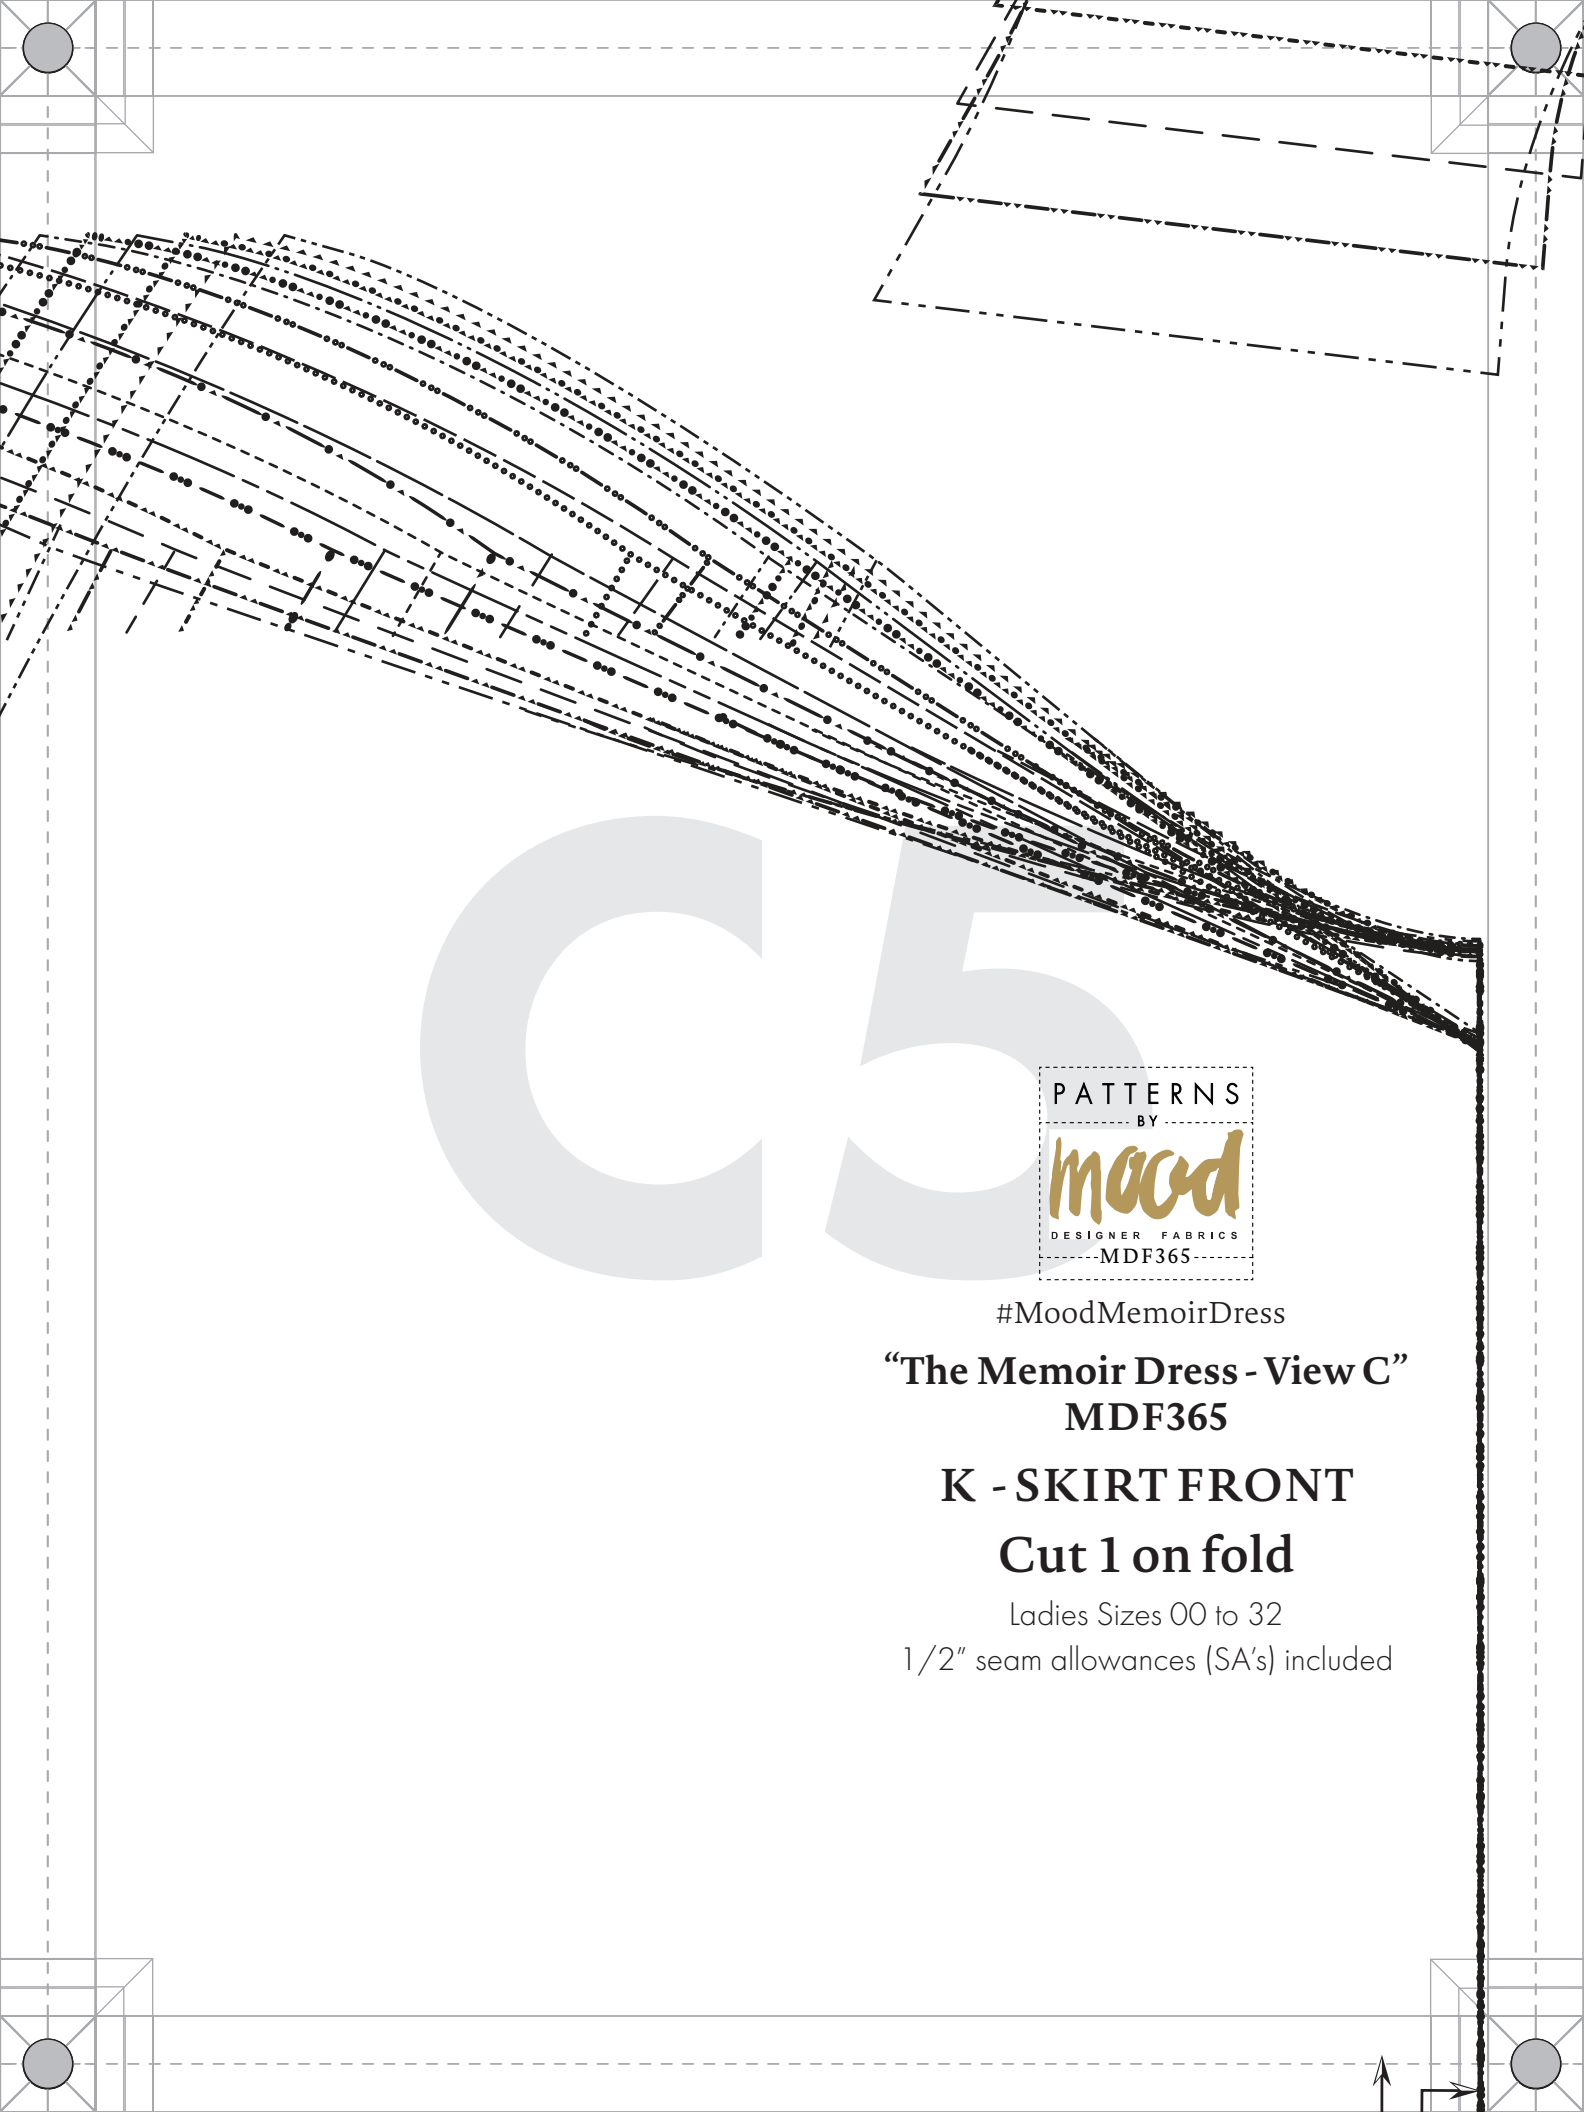 C5
PATTERNS
BY
mood
DESIGNER FABRICS
MDF365
#MoodMemoirDress
“The Memoir Dress - View C”
MDF365
K - SKIRT FRONT
Cut 1 on fold
Ladies Sizes 00 to 32
1/2” seam allowances (SA’s) included